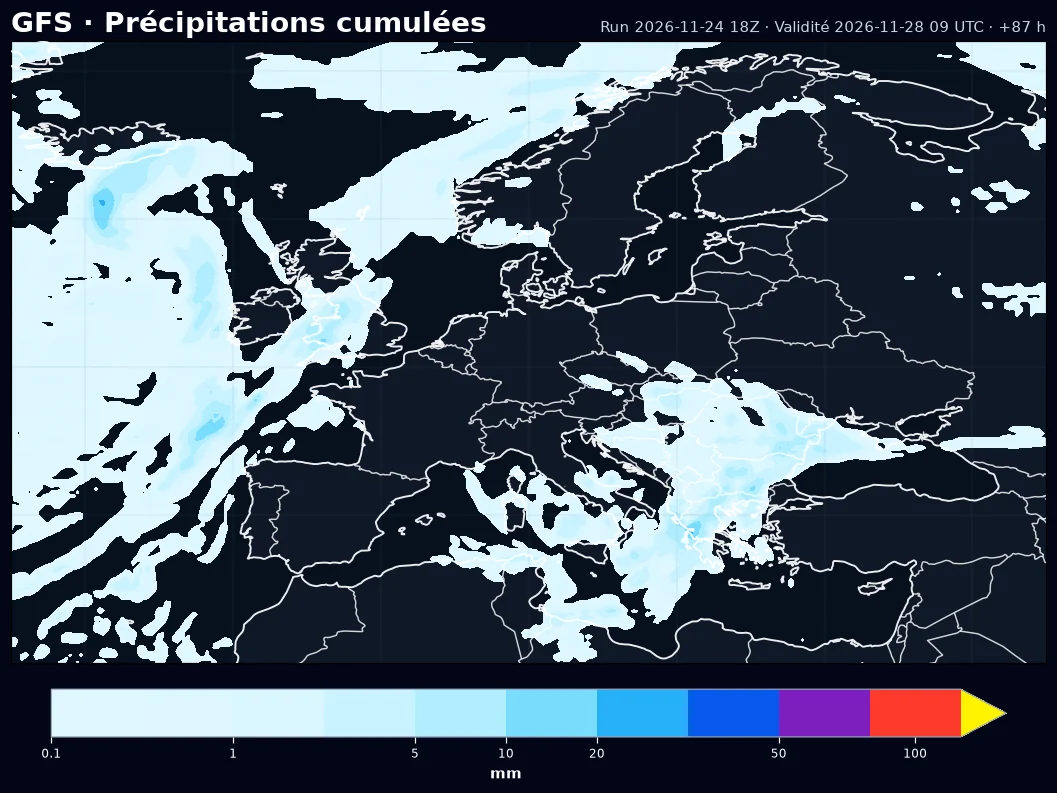 GFS · Précipitations cumulées
Run 2026-11-24 18Z · Validité 2026-11-28 09 UTC · +87 h
0.1 1 5 10 20 50 100
mm